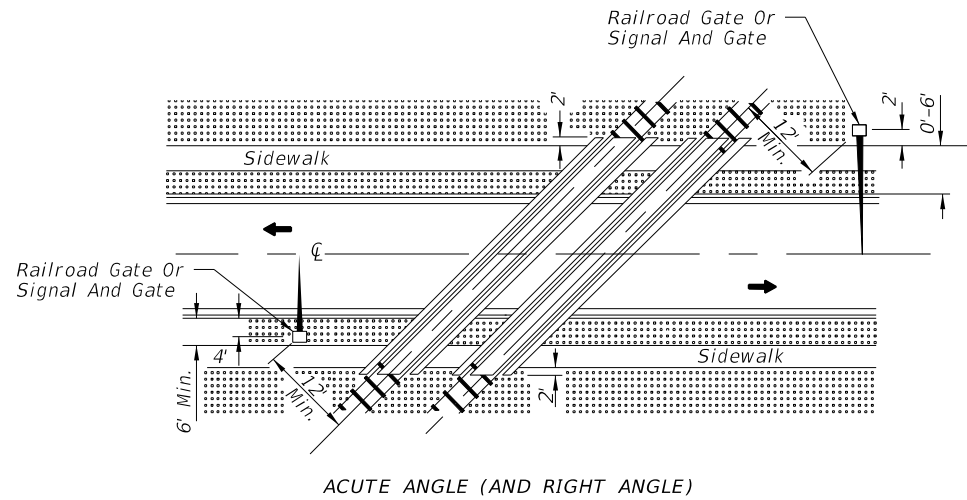 Railroad Gate Or
Signal And Gate
2'
2'
0'-6'
12'
Min.
Sidewalk
℄
Railroad Gate Or
Signal And Gate
4'
6' Min.
12'
Min.
2'
Sidewalk
ACUTE ANGLE (AND RIGHT ANGLE)